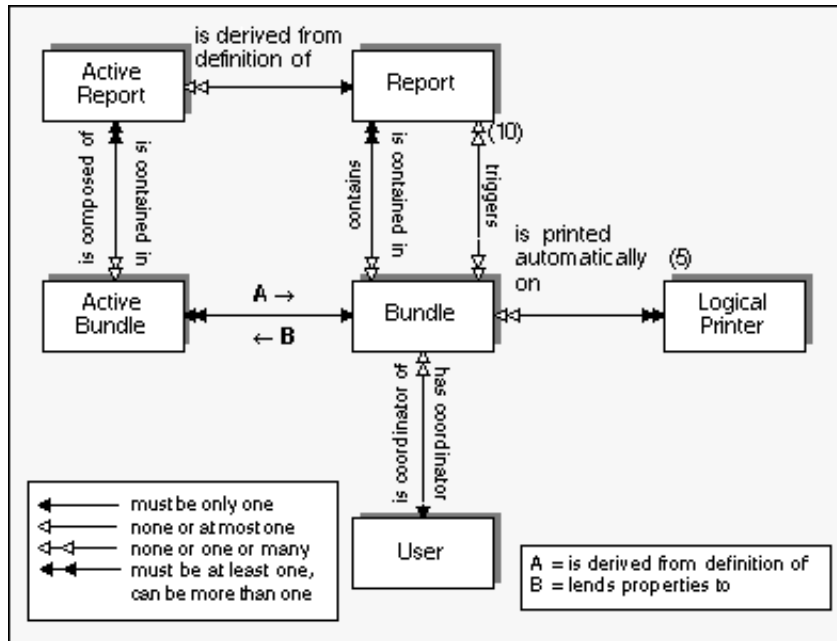 is derived from
definition of
Active
Report
Report
(10)
is composed of
is contained in
contains
is contained in
triggers
is printed
automatically
on
(5)
Active
Bundle
A →
← B
Bundle
Logical
Printer
is coordinator of
has coordinator
User
must be only one
none or at most one
none or one or many
must be at least one,
can be more than one
A = is derived from definition of
B = lends properties to